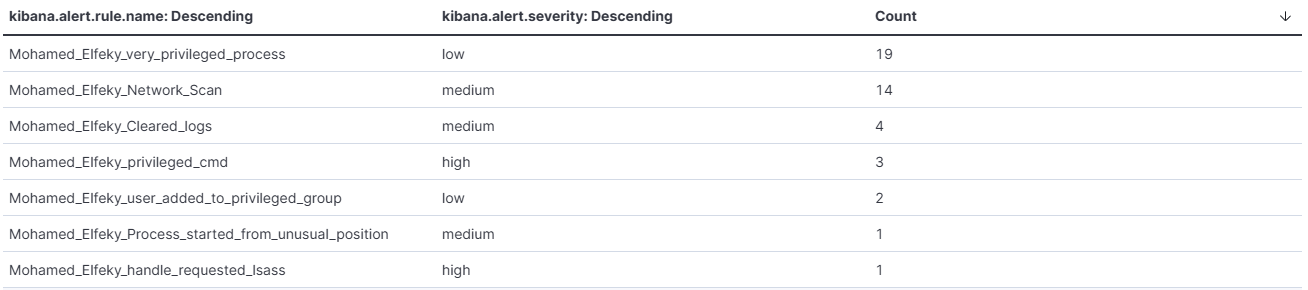 kibana.alert.rule.name: Descending kibana.alert.severity: Descending Count
Mohamed_Elfeky_very_privileged_process low 19
Mohamed_Elfeky_Network_Scan medium 14
Mohamed_Elfeky_Cleared_logs medium 4
Mohamed_Elfeky_privileged_cmd high 3
Mohamed_Elfeky_user_added_to_privileged_group low 2
Mohamed_Elfeky_Process_started_from_unusual_position medium 1
Mohamed_Elfeky_handle_requested_lsass high 1